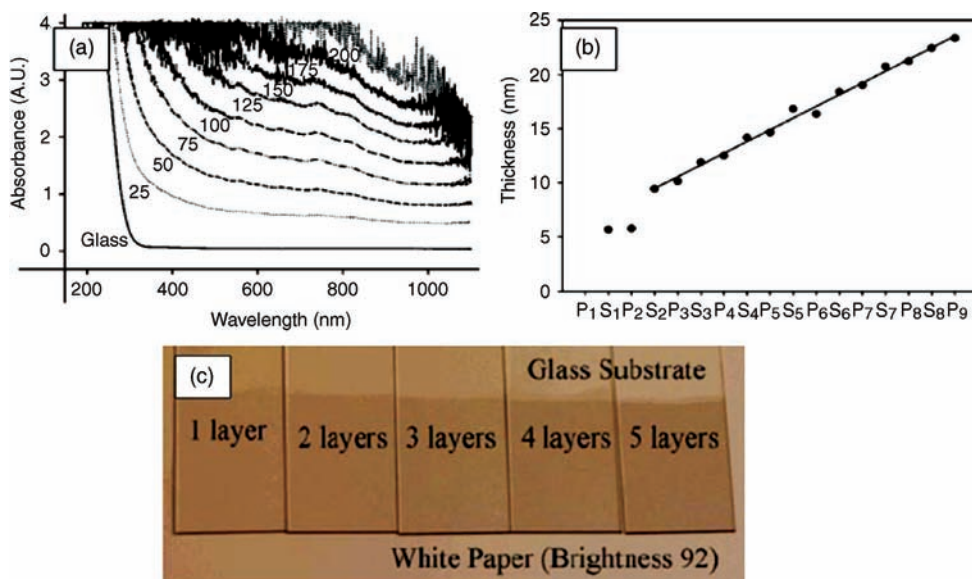 (a)
Absorbance (A.U.)
4
3
2
1
0
200
175
150
125
100
75
50
25
Glass
200 400 600 800 1000
Wavelength (nm)
(b)
Thickness (nm)
25
20
15
10
5
0
P1 S1 P2 S2 P3 S3 P4 S4 P5 S5 P6 S6 P7 S7 P8 S8 P9
(c)
Glass Substrate
1 layer 2 layers 3 layers 4 layers 5 layers
White Paper (Brightness 92)